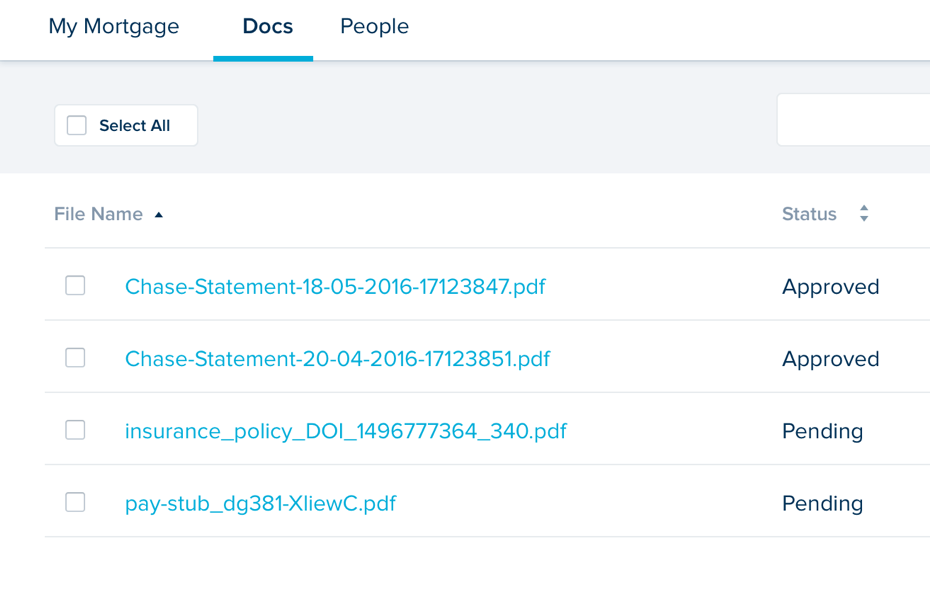 My Mortgage Docs People
Select All
File Name Status
Chase-Statement-18-05-2016-17123847.pdf Approved
Chase-Statement-20-04-2016-17123851.pdf Approved
insurance_policy_DOI_1496777364_340.pdf Pending
pay-stub_dg381-XliewC.pdf Pending